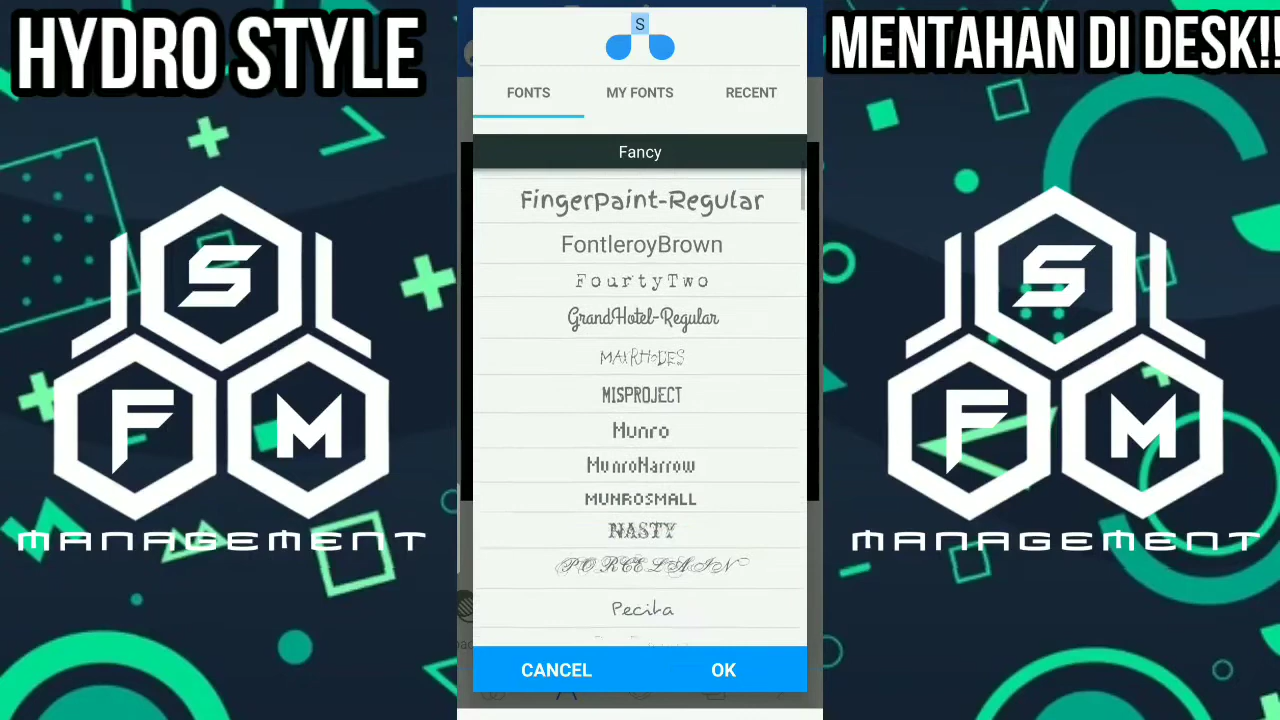 HYDRO STYLE
MENTAHAN DI DESK!!
S
FONTS MY FONTS RECENT
Fancy
FingerPaint-Regular
FontleroyBrown
FourtyTwo
GrandHotel-Regular
MAXRHODES
MISPROJECT
Munro
MunroNarrow
MUNROSMALL
NASTY
PORCELAIN
Pecita
CANCEL OK
S
F M
MANAGEMENT
S
F M
MANAGEMENT